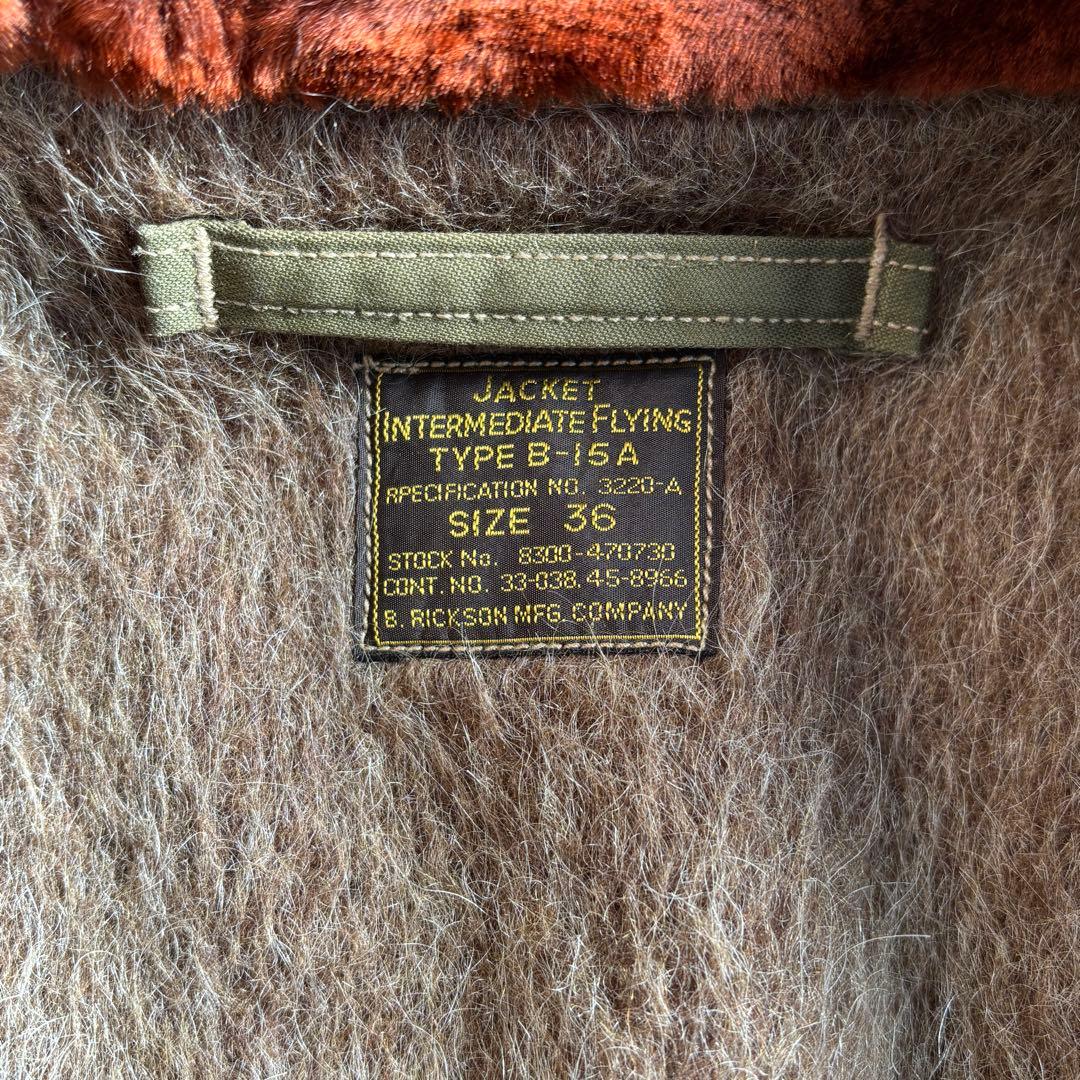 JACKET
INTERMEDIATE FLYING
TYPE B-15A
RPECIFICATION NO. 3220-A
SIZE 36
STOCK No. 8300-470730
CONT. NO. 33-038, 45-8966
B. RICKSON MFG. COMPANY